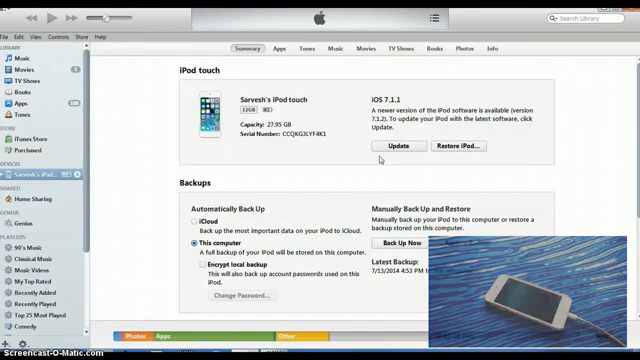 Search Library
File Edit View Controls Store Help
Summary Apps Tones Music Movies TV Shows Books Photos Info
LIBRARY
Music
Movies
TV Shows
Books
Apps
Tones
STORE
iTunes Store
Purchased
DEVICES
Sarvesh's iPod...
SHARED
Home Sharing
GENIUS
Genius
PLAYLISTS
90's Music
Classical Music
Music Videos
My Top Rated
Recently Added
Recently Played
Top 25 Most Played
Comedy
iPod touch
Sarvesh's iPod touch
32GB
Capacity: 27.95 GB
Serial Number: CCQKG3LYF4K1
iOS 7.1.1
A newer version of the iPod software is available (version
7.1.2). To update your iPod with the latest software, click
Update.
Update Restore iPod...
Backups
Automatically Back Up
iCloud
Back up the most important data on your iPod to iCloud.
This computer
A full backup of your iPod will be stored on this computer.
Encrypt local backup
This will also back up account passwords used on this
iPod.
Change Password...
Manually Back Up and Restore
Manually back up your iPod to this computer or restore a
backup stored on this computer.
Back Up Now
Latest Backup:
7/13/2014 4:53 PM to
Photos Apps Other
Screencast-O-Matic.com